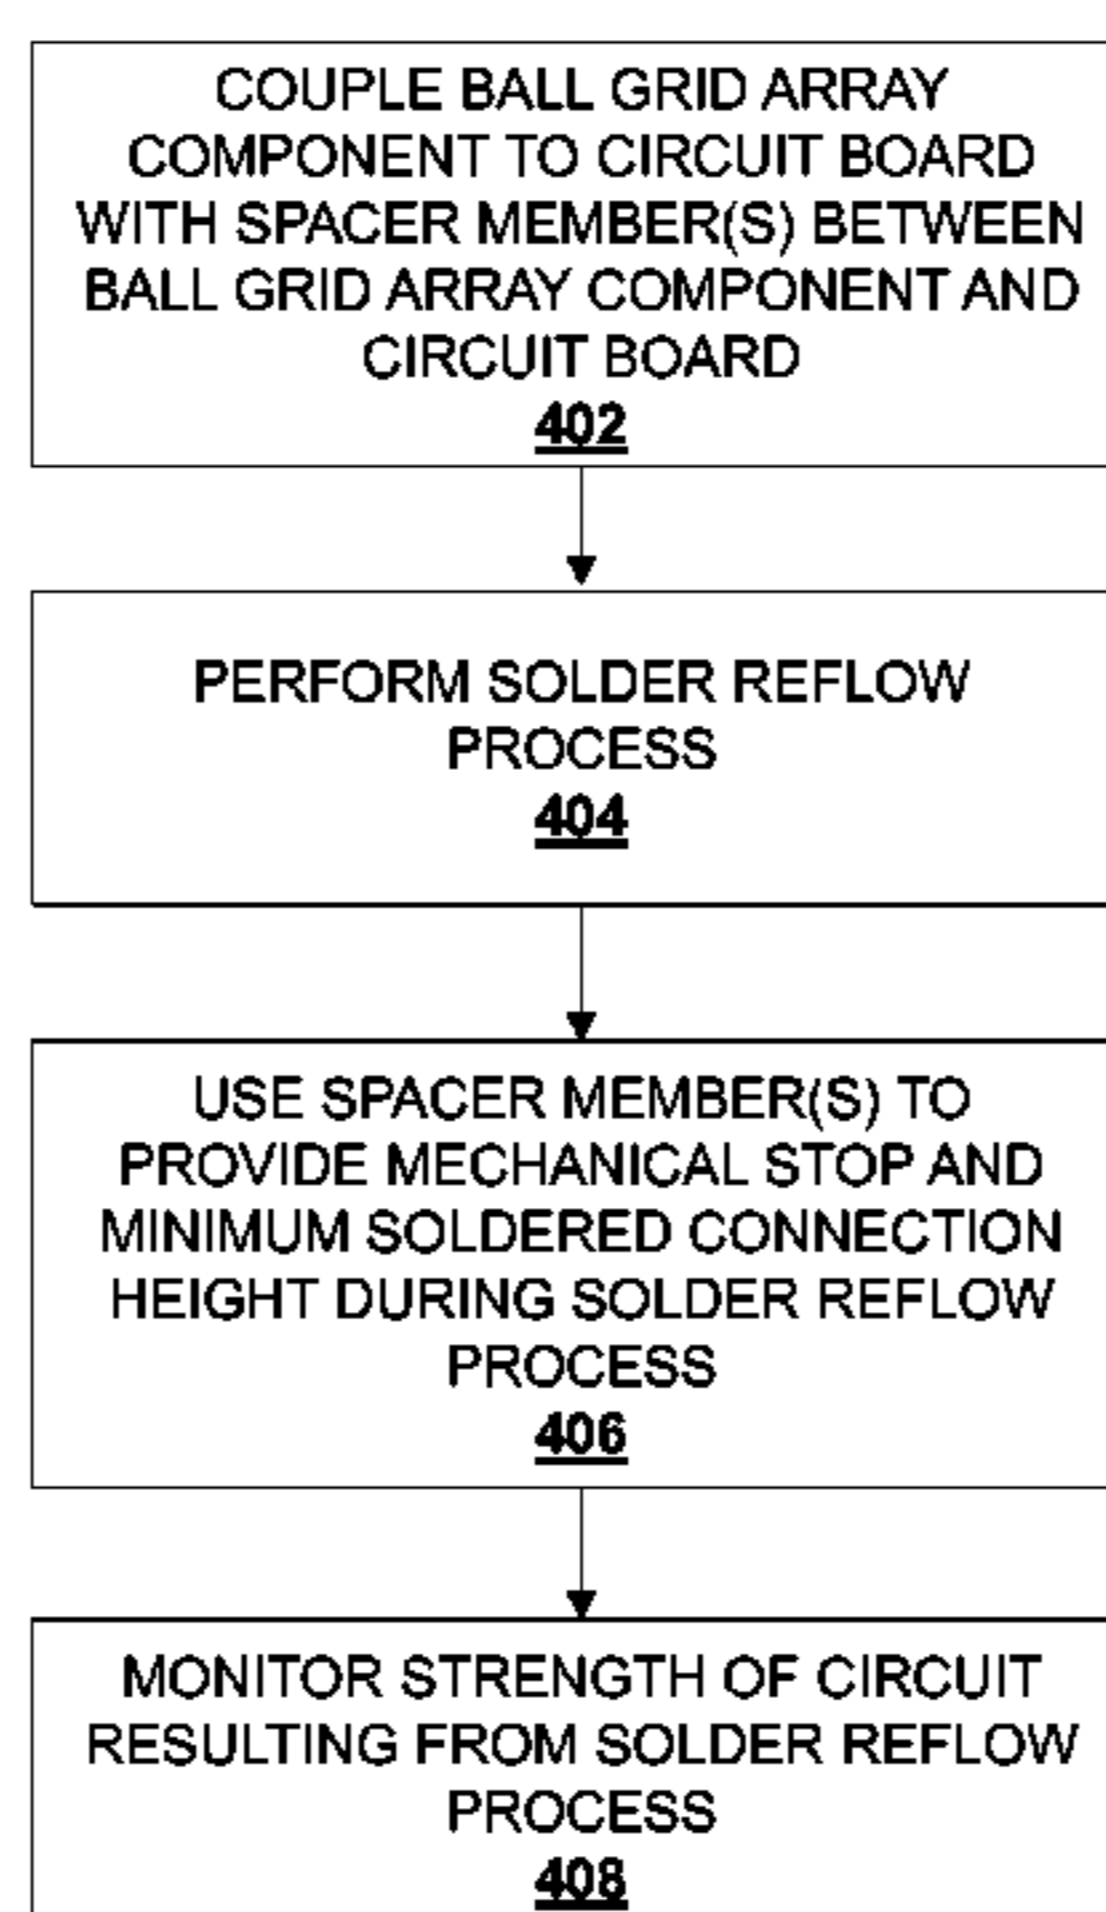 COUPLE BALL GRID ARRAY
COMPONENT TO CIRCUIT BOARD
WITH SPACER MEMBER(S) BETWEEN
BALL GRID ARRAY COMPONENT AND
CIRCUIT BOARD
402
PERFORM SOLDER REFLOW
PROCESS
404
USE SPACER MEMBER(S) TO
PROVIDE MECHANICAL STOP AND
MINIMUM SOLDERED CONNECTION
HEIGHT DURING SOLDER REFLOW
PROCESS
406
MONITOR STRENGTH OF CIRCUIT
RESULTING FROM SOLDER REFLOW
PROCESS
408